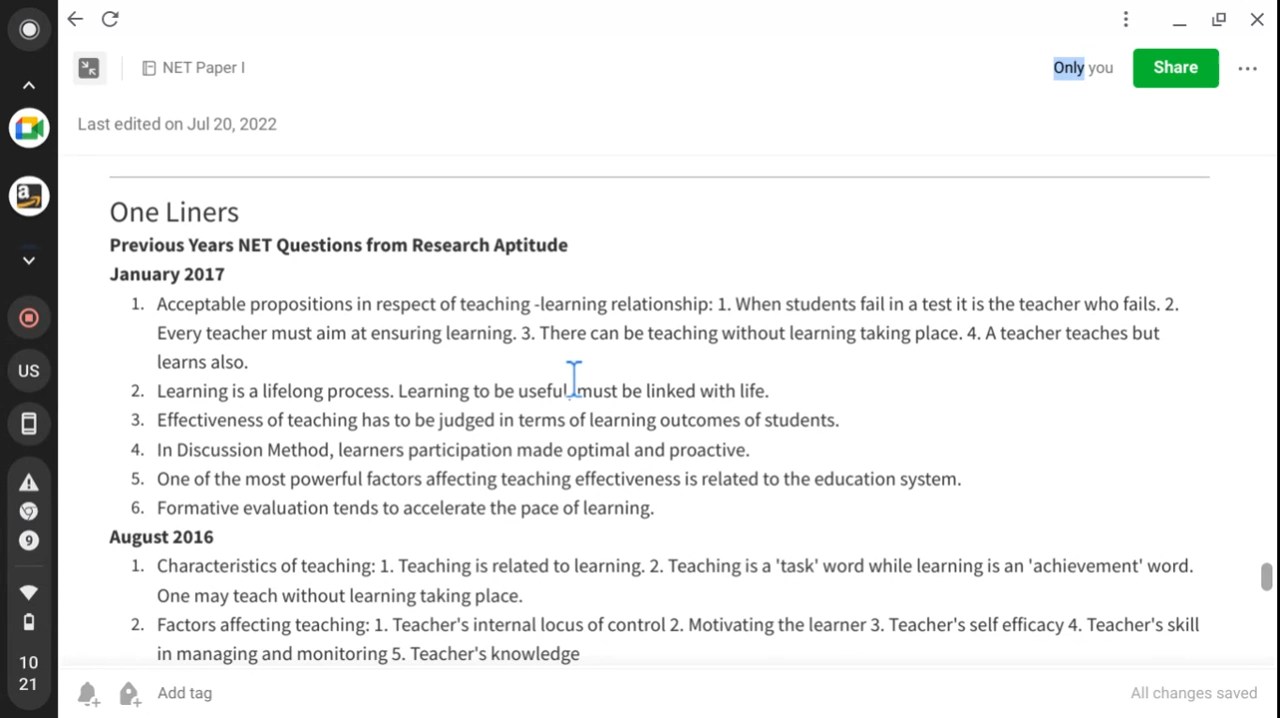 NET Paper I
Only you
Share
Last edited on Jul 20, 2022
One Liners
Previous Years NET Questions from Research Aptitude
January 2017
1. Acceptable propositions in respect of teaching -learning relationship: 1. When students fail in a test it is the teacher who fails. 2.
Every teacher must aim at ensuring learning. 3. There can be teaching without learning taking place. 4. A teacher teaches but
learns also.
2. Learning is a lifelong process. Learning to be useful, must be linked with life.
3. Effectiveness of teaching has to be judged in terms of learning outcomes of students.
4. In Discussion Method, learners participation made optimal and proactive.
5. One of the most powerful factors affecting teaching effectiveness is related to the education system.
6. Formative evaluation tends to accelerate the pace of learning.
August 2016
1. Characteristics of teaching: 1. Teaching is related to learning. 2. Teaching is a 'task' word while learning is an 'achievement' word.
One may teach without learning taking place.
2. Factors affecting teaching: 1. Teacher's internal locus of control 2. Motivating the learner 3. Teacher's self efficacy 4. Teacher's skill
in managing and monitoring 5. Teacher's knowledge
Add tag
All changes saved
a
US
9
10
21